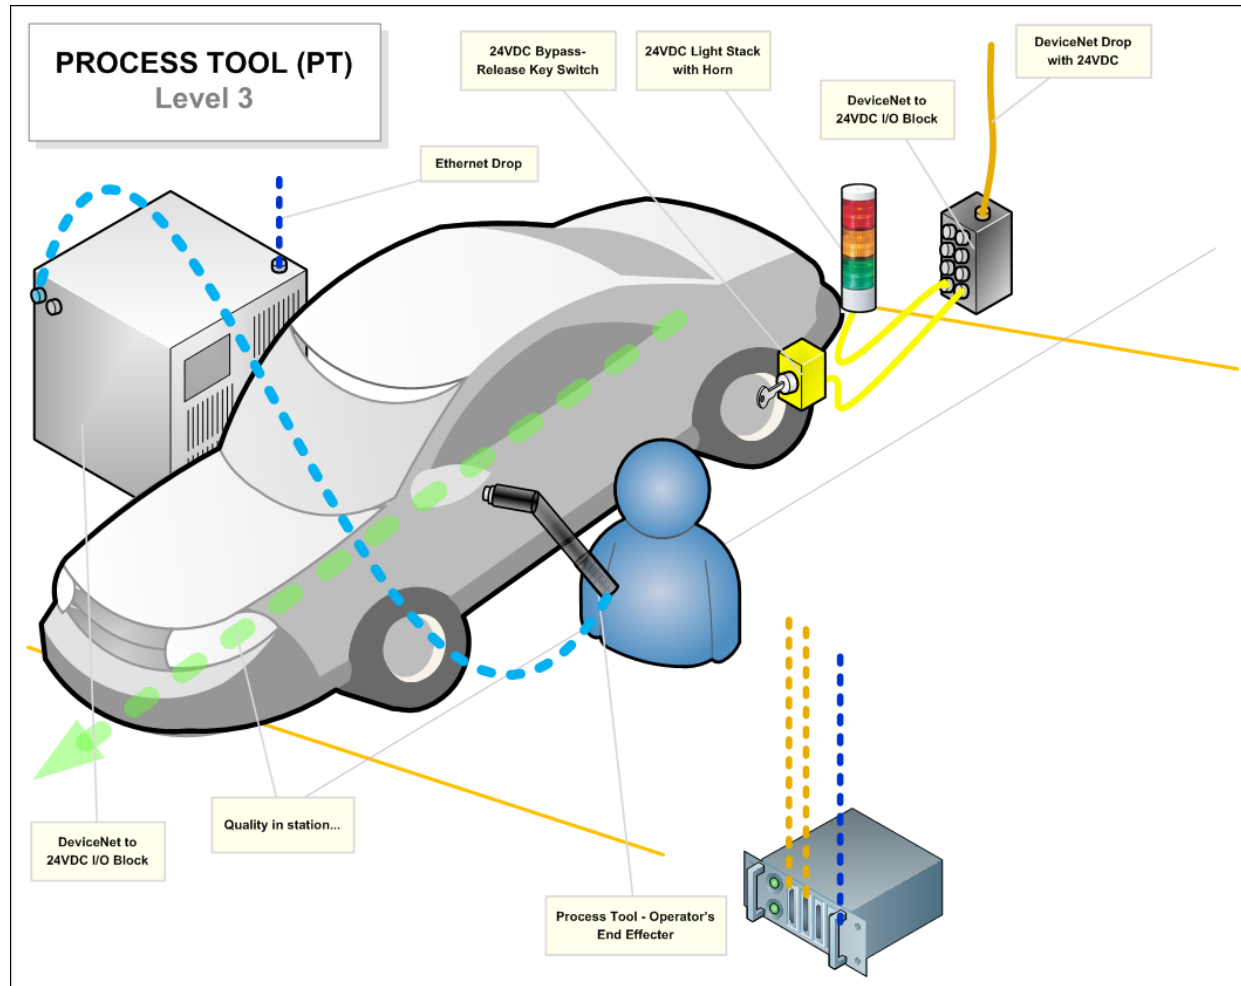 PROCESS TOOL (PT)
Level 3
24VDC Bypass-
Release Key Switch
24VDC Light Stack
with Horn
DeviceNet Drop
with 24VDC
DeviceNet to
24VDC I/O Block
Ethernet Drop
Quality in station...
DeviceNet to
24VDC I/O Block
Process Tool - Operator's
End Effecter